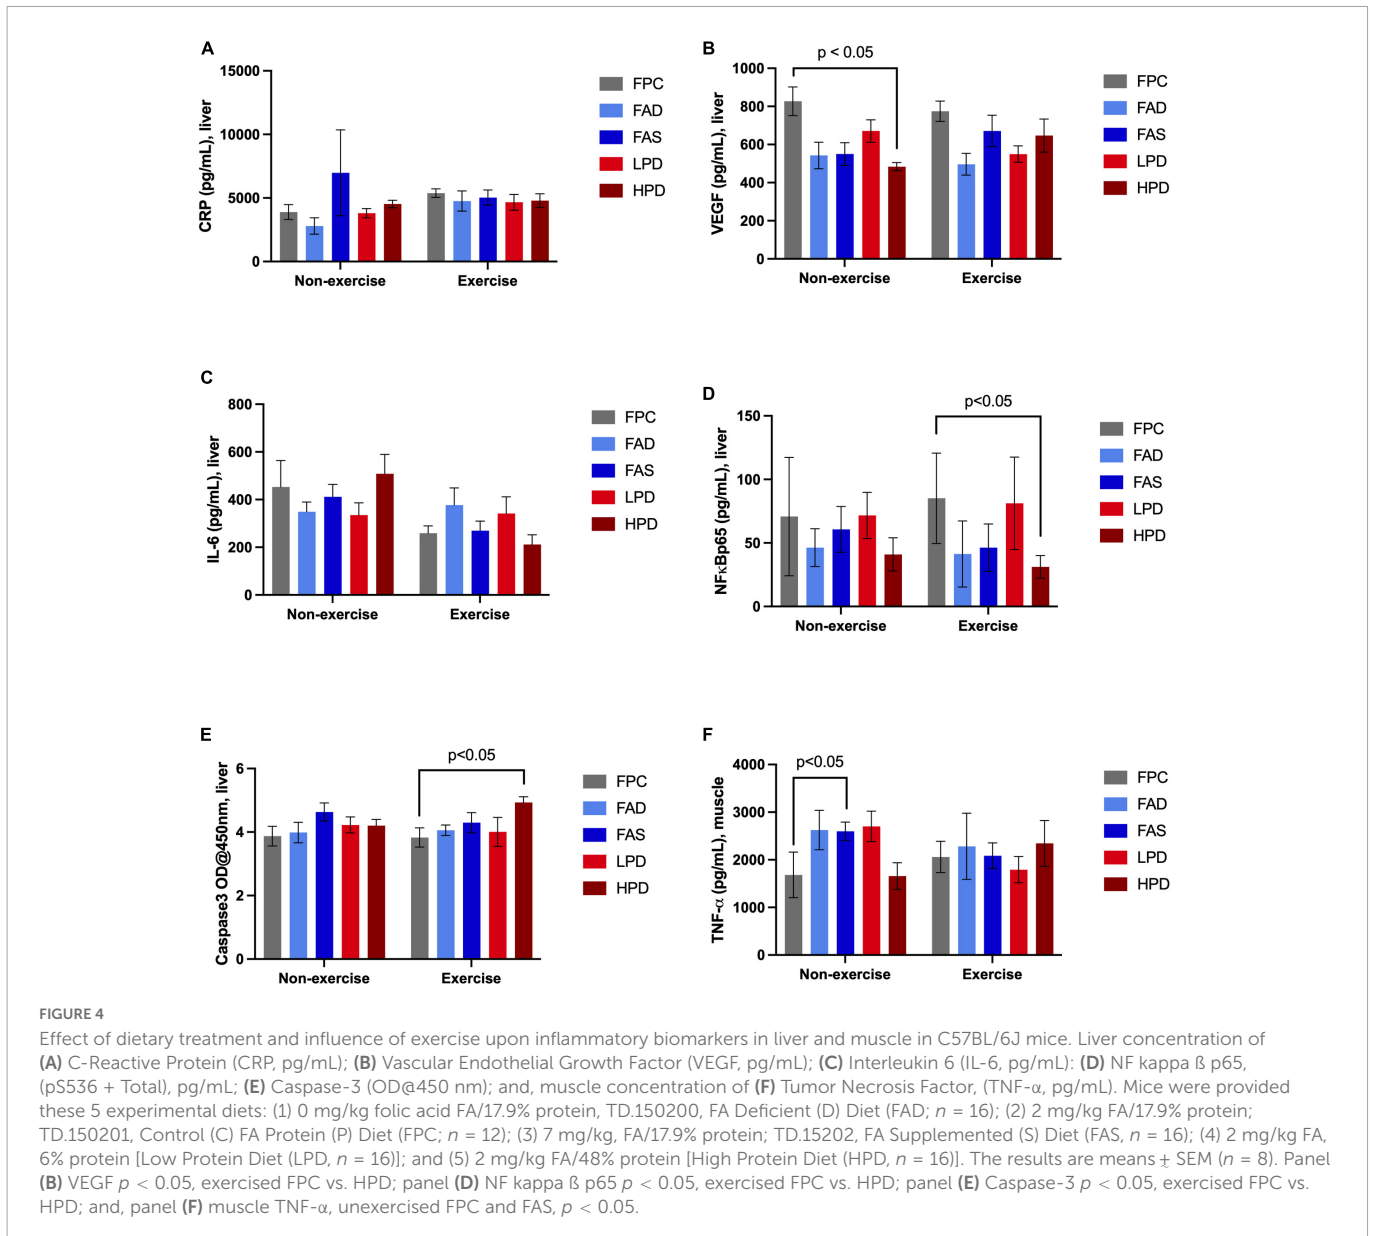 A
CRP (pg/mL), liver
15000
10000
5000
0
Non-exercise
Exercise
FPC
FAD
FAS
LPD
HPD
B
p < 0.05
VEGF (pg/mL), liver
1000
800
600
400
200
0
Non-exercise
Exercise
FPC
FAD
FAS
LPD
HPD
C
IL-6 (pg/mL), liver
800
600
400
200
0
Non-exercise
Exercise
FPC
FAD
FAS
LPD
HPD
D
p<0.05
NFκBp65 (pg/mL), liver
150
100
50
0
Non-exercise
Exercise
FPC
FAD
FAS
LPD
HPD
E
p<0.05
Caspase3 OD@450nm, liver
6
4
2
0
Non-exercise
Exercise
FPC
FAD
FAS
LPD
HPD
F
p<0.05
TNF-α (pg/mL), muscle
4000
3000
2000
1000
0
Non-exercise
Exercise
FPC
FAD
FAS
LPD
HPD
FIGURE 4
Effect of dietary treatment and influence of exercise upon inflammatory biomarkers in liver and muscle in C57BL/6J mice. Liver concentration of
(A) C-Reactive Protein (CRP, pg/mL); (B) Vascular Endothelial Growth Factor (VEGF, pg/mL); (C) Interleukin 6 (IL-6, pg/mL): (D) NF kappa ß p65,
(pS536 + Total), pg/mL; (E) Caspase-3 (OD@450 nm); and, muscle concentration of (F) Tumor Necrosis Factor, (TNF-α, pg/mL). Mice were provided
these 5 experimental diets: (1) 0 mg/kg folic acid FA/17.9% protein, TD.150200, FA Deficient (D) Diet (FAD; n = 16); (2) 2 mg/kg FA/17.9% protein;
TD.150201, Control (C) FA Protein (P) Diet (FPC; n = 12); (3) 7 mg/kg, FA/17.9% protein; TD.15202, FA Supplemented (S) Diet (FAS, n = 16); (4) 2 mg/kg FA,
6% protein [Low Protein Diet (LPD, n = 16)]; and (5) 2 mg/kg FA/48% protein [High Protein Diet (HPD, n = 16)]. The results are means ± SEM (n = 8). Panel
(B) VEGF p < 0.05, exercised FPC vs. HPD; panel (D) NF kappa ß p65 p < 0.05, exercised FPC vs. HPD; panel (E) Caspase-3 p < 0.05, exercised FPC vs.
HPD; and, panel (F) muscle TNF-α, unexercised FPC and FAS, p < 0.05.